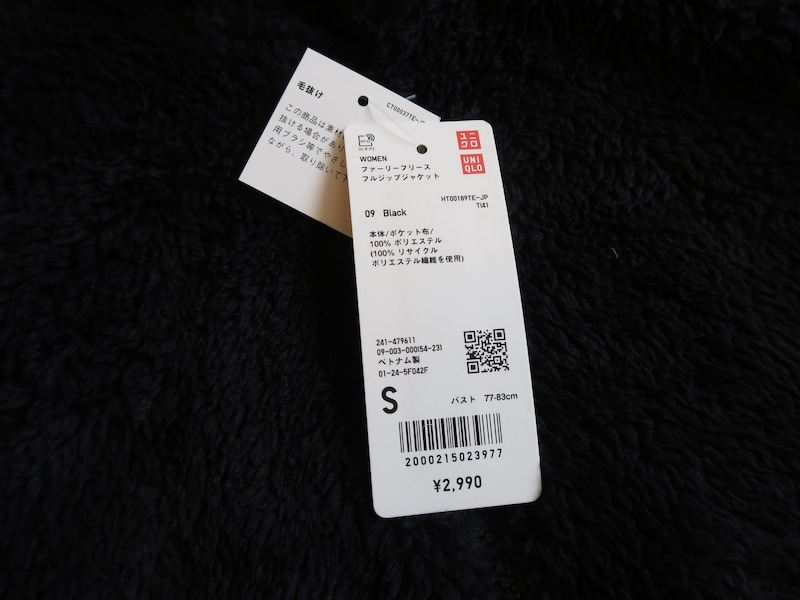 毛抜け
CT00037TE-JP
この商品は素材
抜ける場合があり
用ブラシ等でやさし
ながら、取り除いて下
WOMEN
ファーリーフリース
フルジップジャケット
ユニ
クロ
UNI
QLO
HT00189TE-JP
TI41
09 Black
本体/ポケット布/
100% ポリエステル
(100% リサイクル
ポリエステル繊維を使用)
241-479611
09-003-000(54-23)
ベトナム製
01-24-5F042F
S
バスト 77-83cm
2000215023977
¥2,990